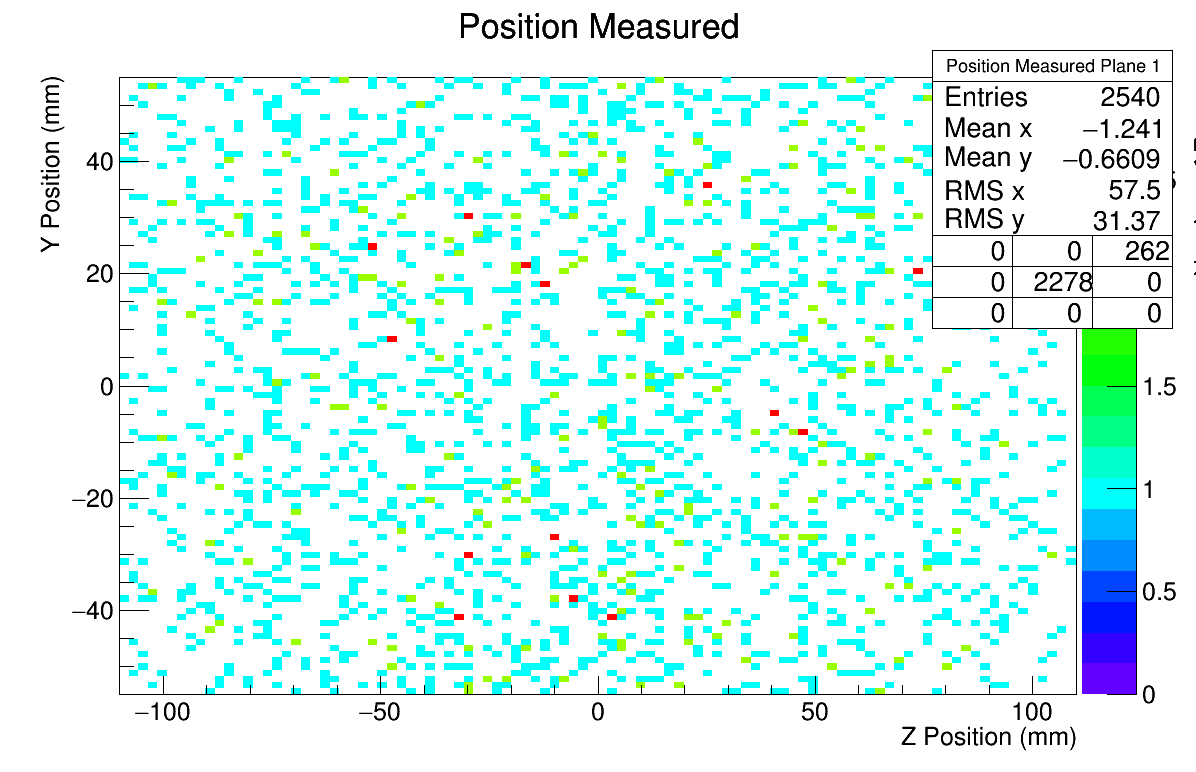 Position Measured
Position Measured Plane 1
Entries 2540
Mean x −1.241
Mean y −0.6609
RMS x 57.5
RMS y 31.37
0 0 262
0 2278 0
0 0 0
Y Position (mm)
40
20
0
−20
−40
−100 −50 0 50 100
Z Position (mm)
1.5
1
0.5
0